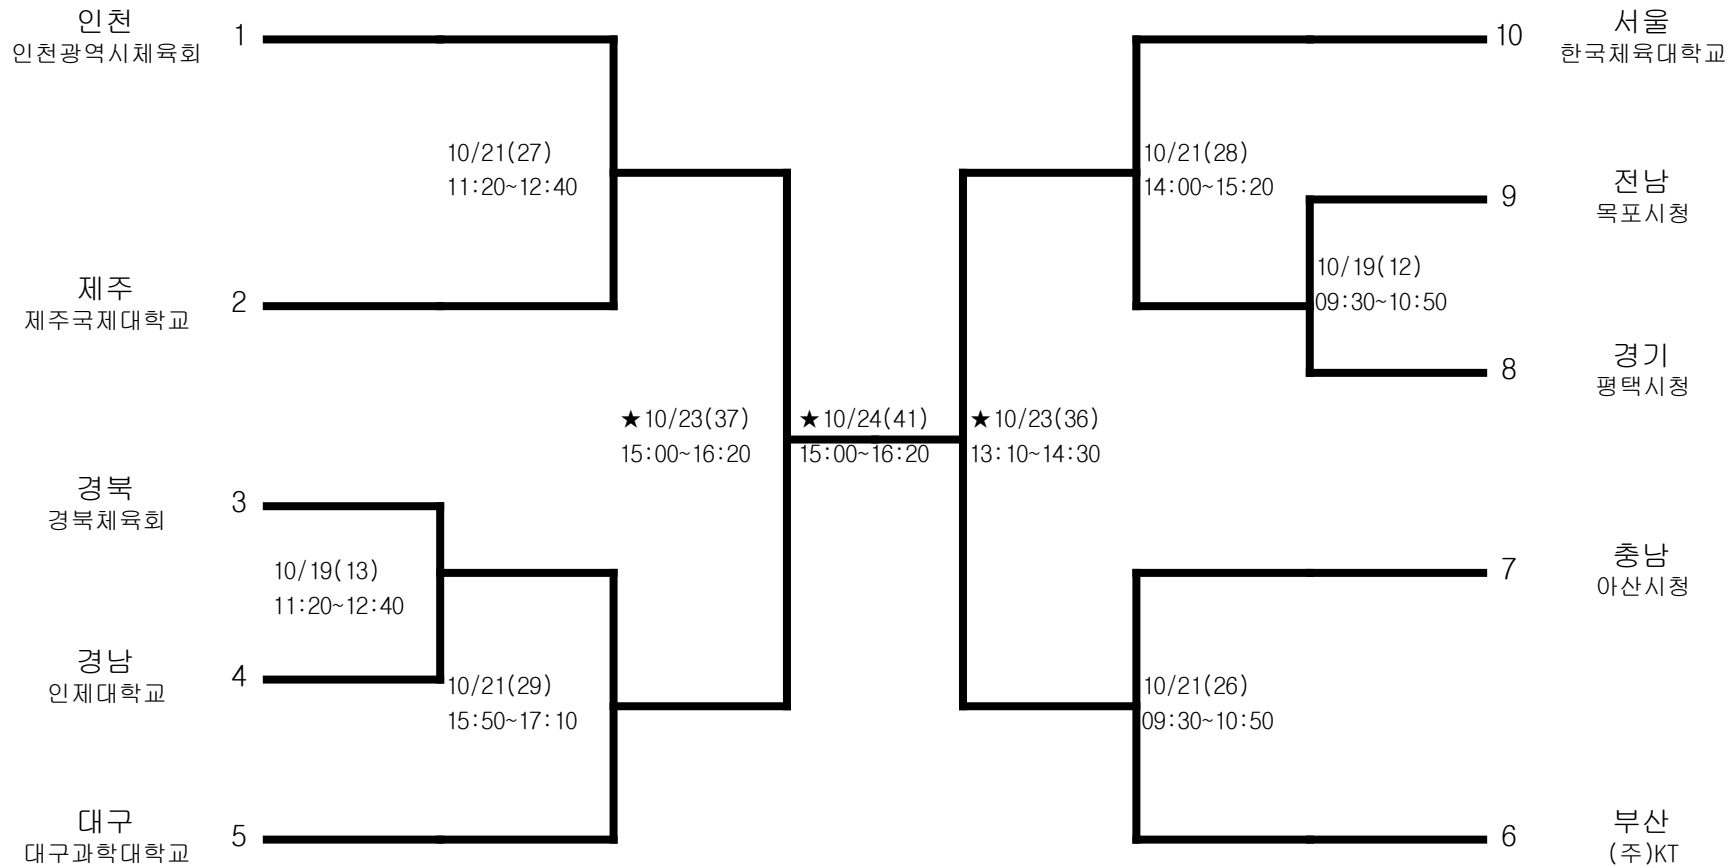 인천
인천광역시체육회
1
10
서울
한국체육대학교
10/21(27)
11:20~12:40
10/21(28)
14:00~15:20
9
전남
목포시청
10/19(12)
09:30~10:50
제주
제주국제대학교
2
8
경기
평택시청
★10/23(37)
15:00~16:20
★10/24(41)
15:00~16:20
★10/23(36)
13:10~14:30
경북
경북체육회
3
10/19(13)
11:20~12:40
7
충남
아산시청
경남
인제대학교
4
10/21(29)
15:50~17:10
10/21(26)
09:30~10:50
대구
대구과학대학교
5
6
부산
(주)KT